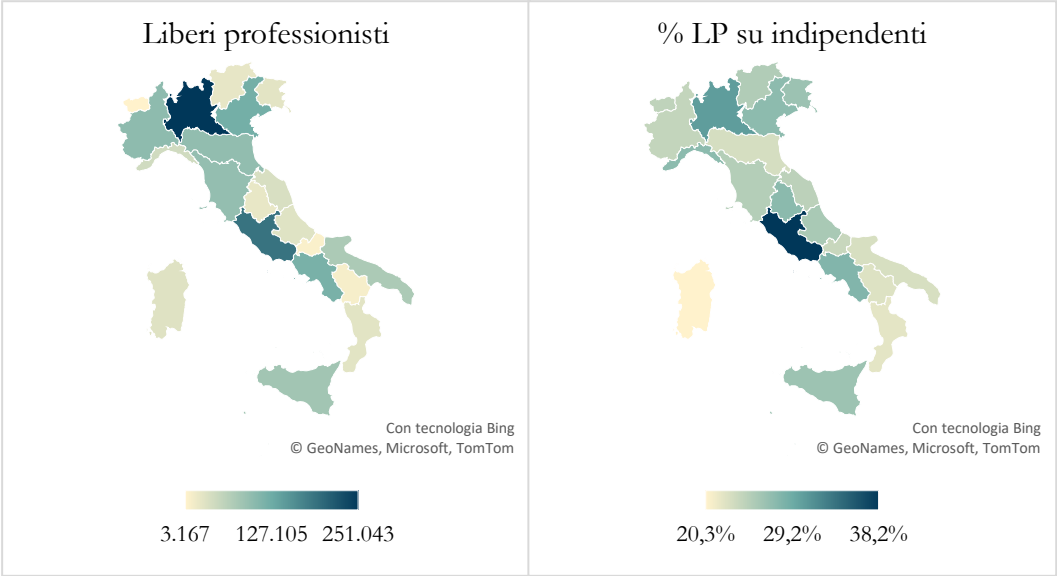 Liberi professionisti
Con tecnologia Bing
© GeoNames, Microsoft, TomTom
3.167 127.105 251.043
% LP su indipendenti
Con tecnologia Bing
© GeoNames, Microsoft, TomTom
20,3% 29,2% 38,2%